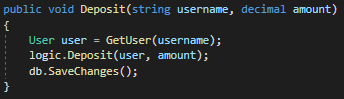 public void Deposit(string username, decimal amount)
{
    User user = GetUser(username);
    logic.Deposit(user, amount);
    db.SaveChanges();
}